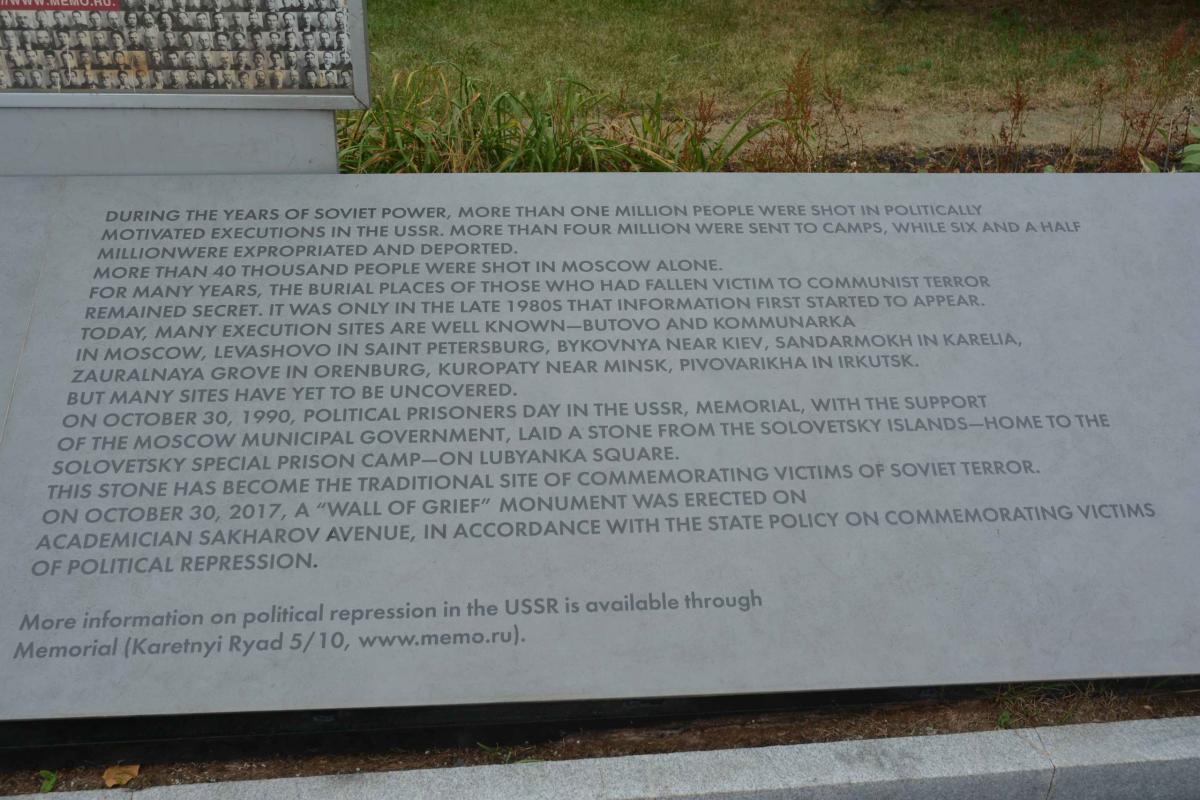 /WWW.MEMO.RU.
DURING THE YEARS OF SOVIET POWER, MORE THAN ONE MILLION PEOPLE WERE SHOT IN POLITICALLY
MOTIVATED EXECUTIONS IN THE USSR. MORE THAN FOUR MILLION WERE SENT TO CAMPS, WHILE SIX AND A HALF
MILLIONWERE EXPROPRIATED AND DEPORTED.
MORE THAN 40 THOUSAND PEOPLE WERE SHOT IN MOSCOW ALONE.
FOR MANY YEARS, THE BURIAL PLACES OF THOSE WHO HAD FALLEN VICTIM TO COMMUNIST TERROR
REMAINED SECRET. IT WAS ONLY IN THE LATE 1980S THAT INFORMATION FIRST STARTED TO APPEAR.
TODAY, MANY EXECUTION SITES ARE WELL KNOWN—BUTOVO AND KOMMUNARKA
IN MOSCOW, LEVASHOVO IN SAINT PETERSBURG, BYKOVNYA NEAR KIEV, SANDARMOKH IN KARELIA,
ZAURALNAYA GROVE IN ORENBURG, KUROPATY NEAR MINSK, PIVOVARIKHA IN IRKUTSK.
BUT MANY SITES HAVE YET TO BE UNCOVERED.
ON OCTOBER 30, 1990, POLITICAL PRISONERS DAY IN THE USSR, MEMORIAL, WITH THE SUPPORT
OF THE MOSCOW MUNICIPAL GOVERNMENT, LAID A STONE FROM THE SOLOVETSKY ISLANDS—HOME TO THE
SOLOVETSKY SPECIAL PRISON CAMP—ON LUBYANKA SQUARE.
THIS STONE HAS BECOME THE TRADITIONAL SITE OF COMMEMORATING VICTIMS OF SOVIET TERROR.
ON OCTOBER 30, 2017, A “WALL OF GRIEF” MONUMENT WAS ERECTED ON
ACADEMICIAN SAKHAROV AVENUE, IN ACCORDANCE WITH THE STATE POLICY ON COMMEMORATING VICTIMS
OF POLITICAL REPRESSION.
More information on political repression in the USSR is available through
Memorial (Karetnyi Ryad 5/10, www.memo.ru).